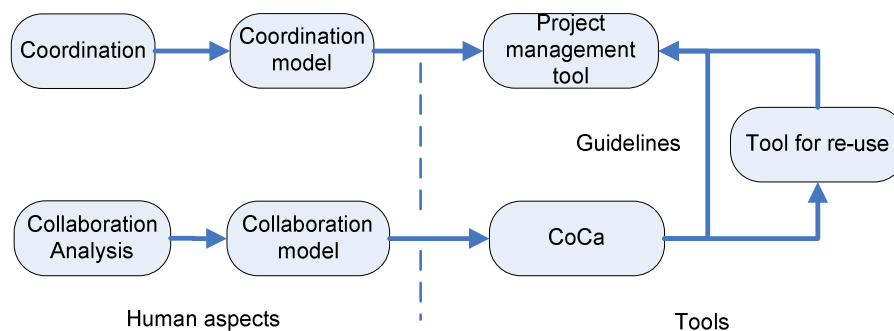 Coordination
Coordination
model
Project
management
tool
Guidelines
Tool for re-use
Collaboration
Analysis
Collaboration
model
CoCa
Human aspects
Tools